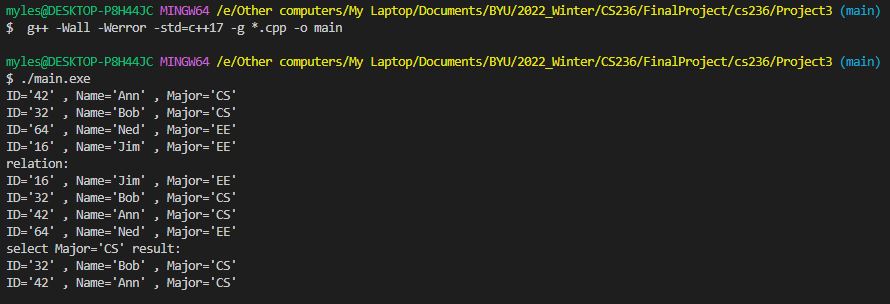 myles@DESKTOP-P8H44JC MINGW64 /e/Other computers/My Laptop/Documents/BYU/2022_Winter/CS236/FinalProject/cs236/Project3 (main)
$  g++ -Wall -Werror -std=c++17 -g *.cpp -o main
myles@DESKTOP-P8H44JC MINGW64 /e/Other computers/My Laptop/Documents/BYU/2022_Winter/CS236/FinalProject/cs236/Project3 (main)
$ ./main.exe
ID='42' , Name='Ann' , Major='CS'
ID='32' , Name='Bob' , Major='CS'
ID='64' , Name='Ned' , Major='EE'
ID='16' , Name='Jim' , Major='EE'
relation:
ID='16' , Name='Jim' , Major='EE'
ID='32' , Name='Bob' , Major='CS'
ID='42' , Name='Ann' , Major='CS'
ID='64' , Name='Ned' , Major='EE'
select Major='CS' result:
ID='32' , Name='Bob' , Major='CS'
ID='42' , Name='Ann' , Major='CS'